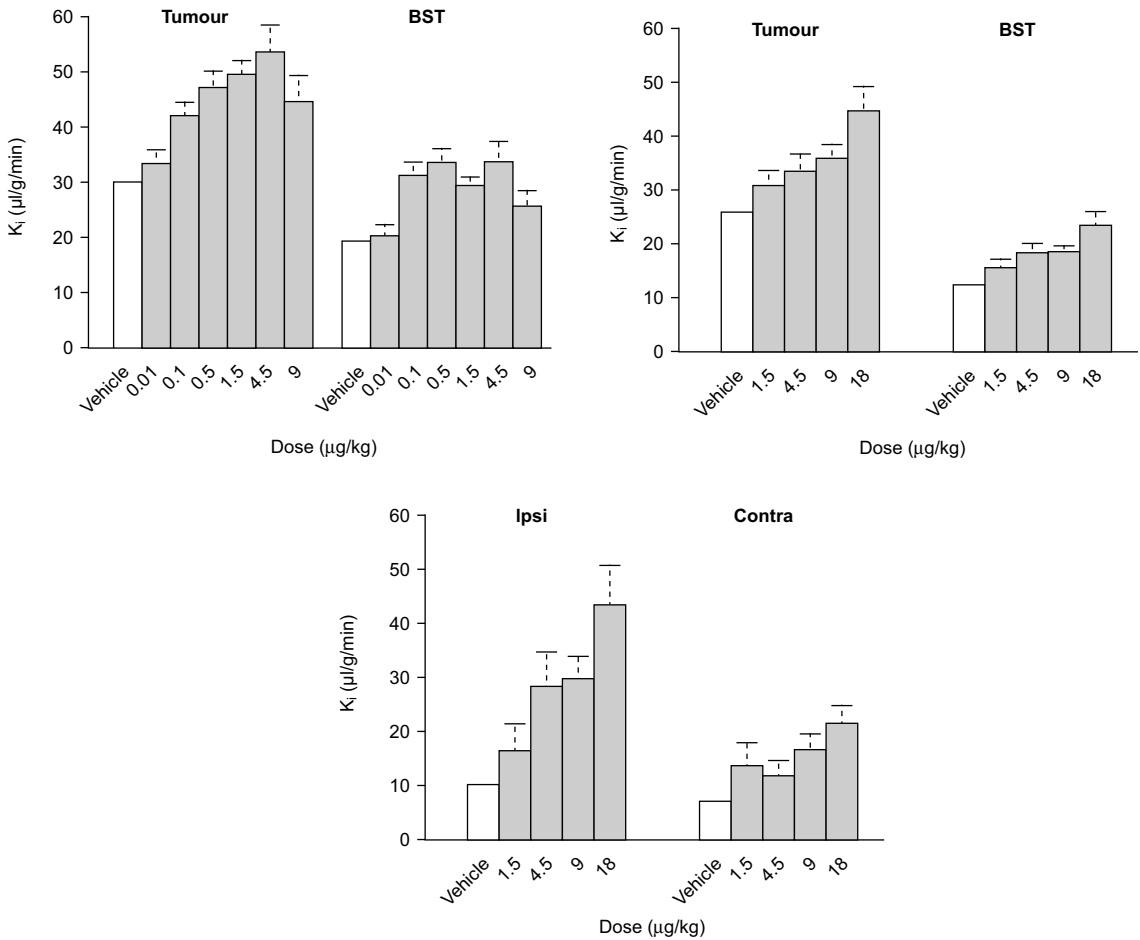 Tumour BST
60
50
40
30
20
10
0
Ki (µl/g/min)
Vehicle 0.01 0.1 0.5 1.5 4.5 9 Vehicle 0.01 0.1 0.5 1.5 4.5 9
Dose (µg/kg)
Tumour BST
60
50
40
30
20
10
0
Ki (µl/g/min)
Vehicle 1.5 4.5 9 18 Vehicle 1.5 4.5 9 18
Dose (µg/kg)
Ipsi Contra
60
50
40
30
20
10
0
Ki (µl/g/min)
Vehicle 1.5 4.5 9 18 Vehicle 1.5 4.5 9 18
Dose (µg/kg)